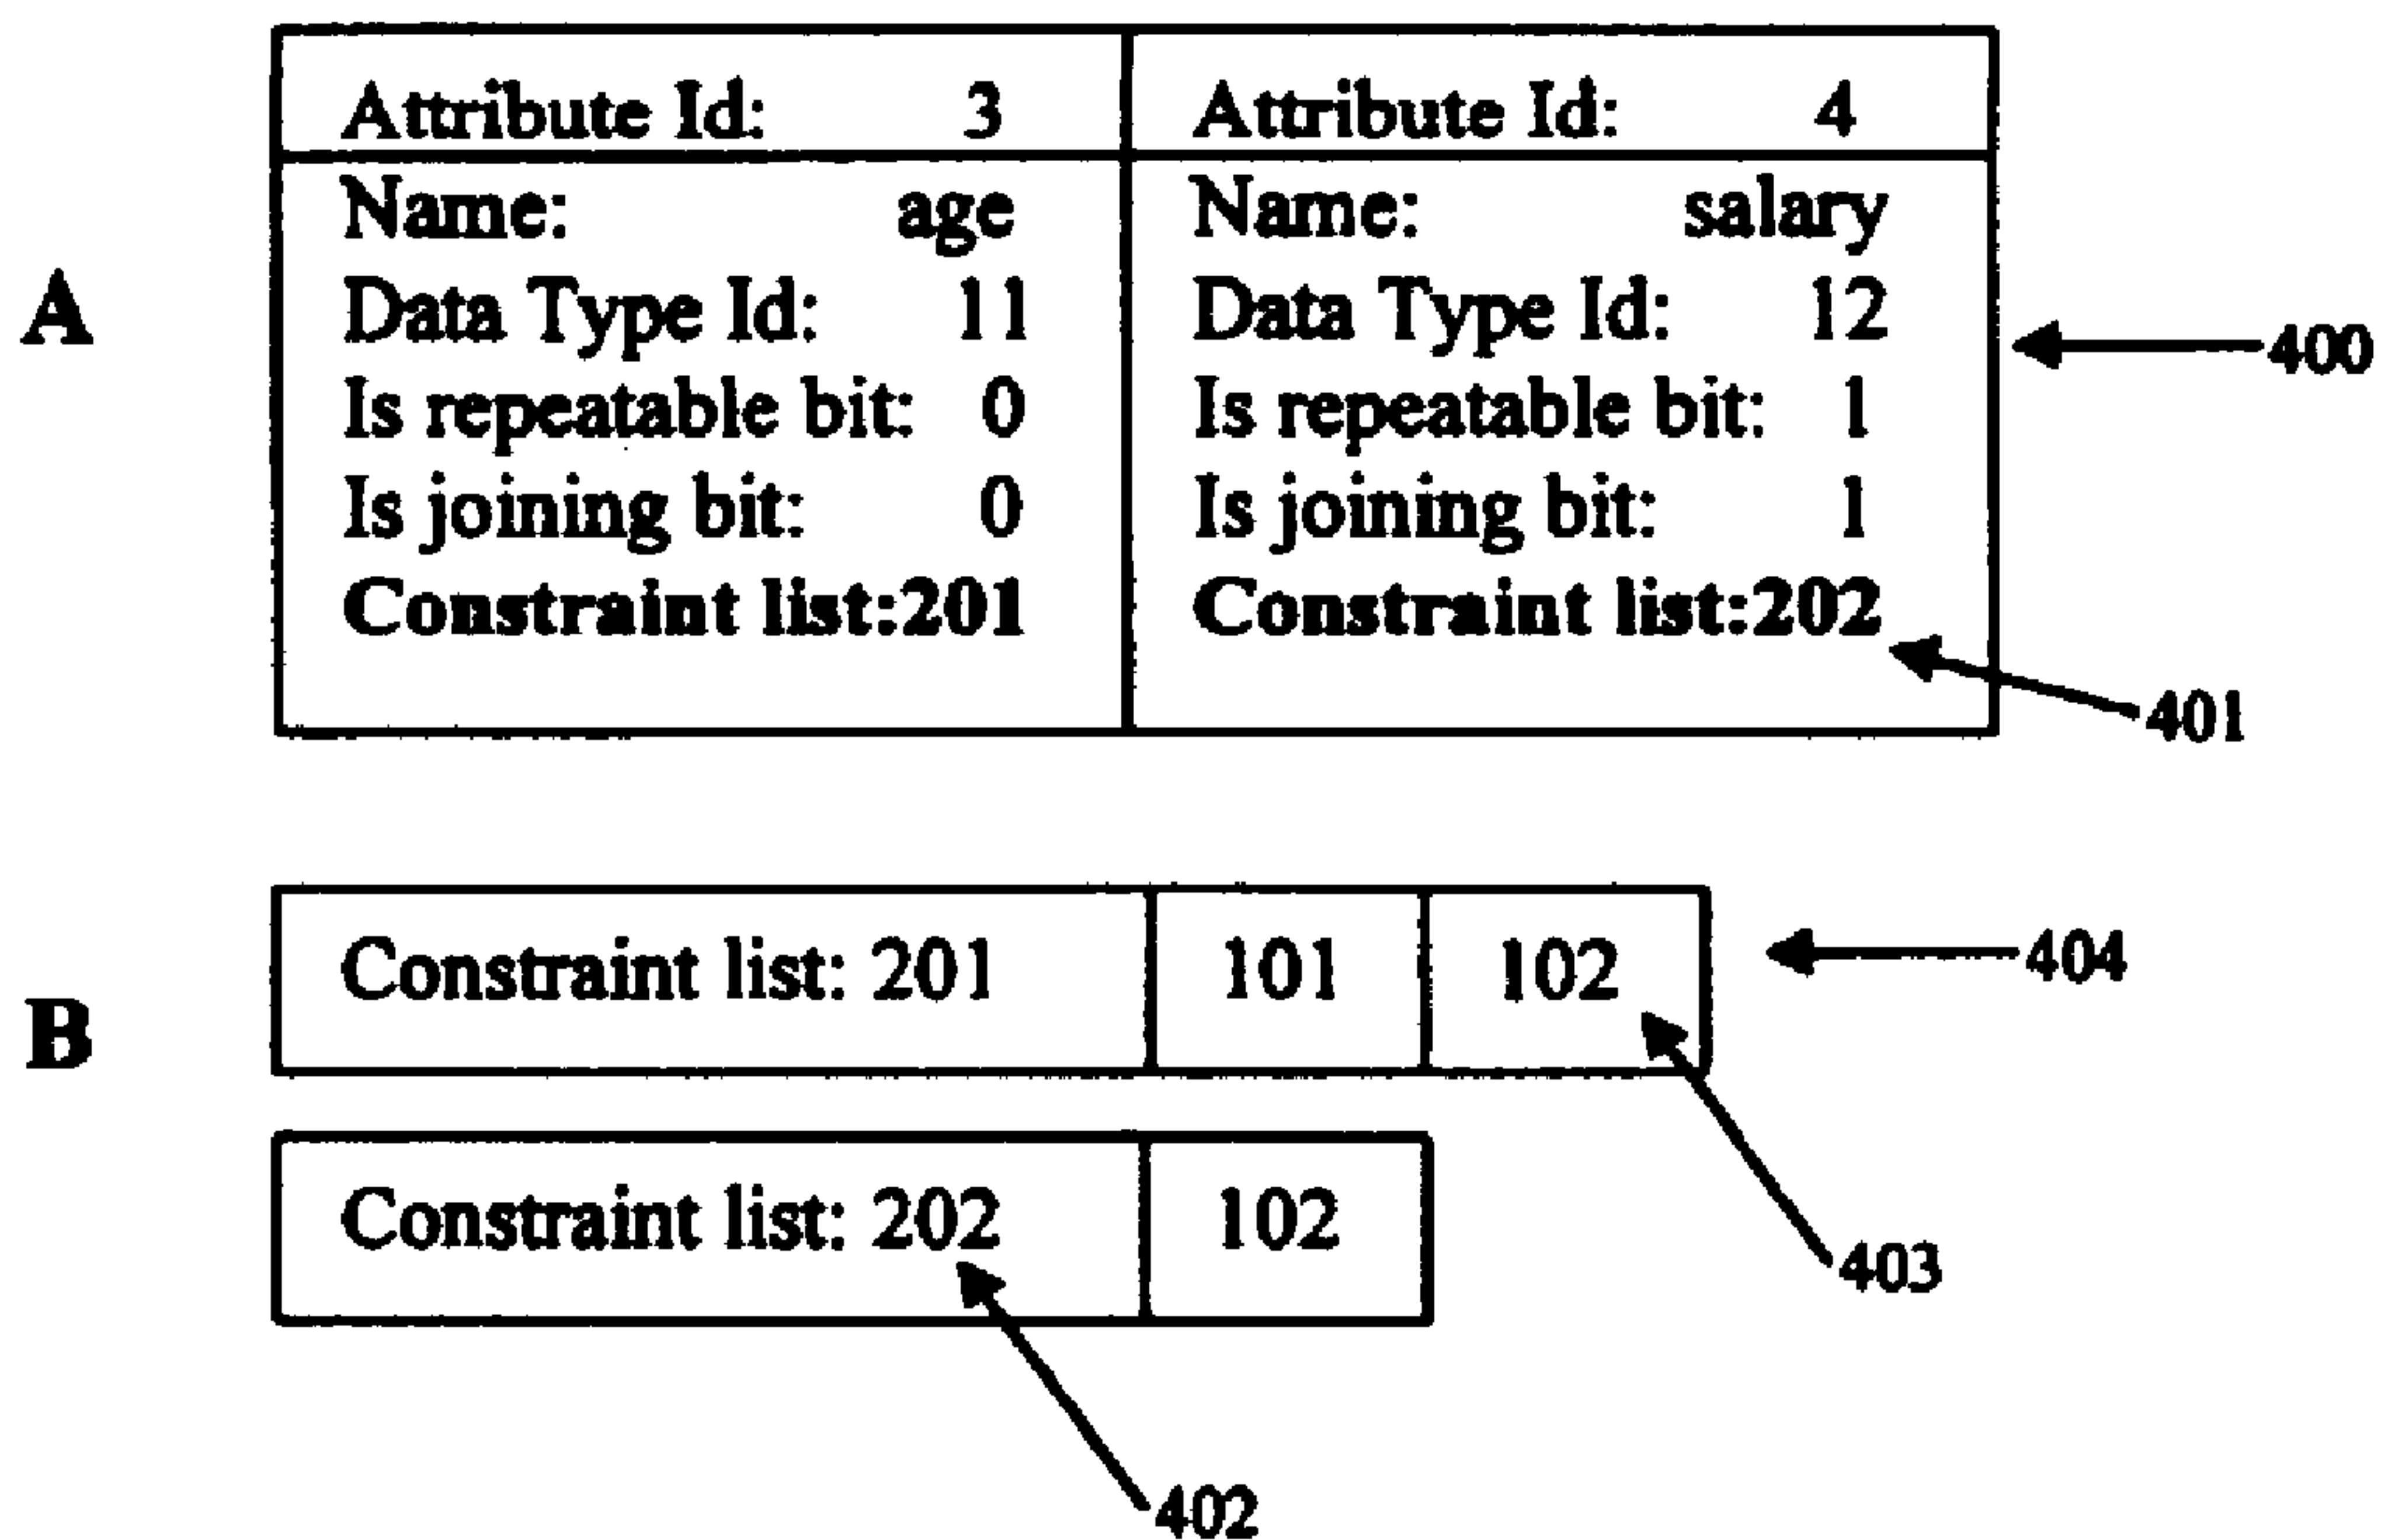 Attribute Id: 3 Attribute Id: 4
Name: age Name: salary
Data Type Id: 11 Data Type Id: 12
Is repeatable bit: 0 Is repeatable bit: 1
Is joining bit: 0 Is joining bit: 1
Constraint list:201 Constraint list:202
A
400
401
Constraint list: 201 101 102
404
B
403
Constraint list: 202 102
402